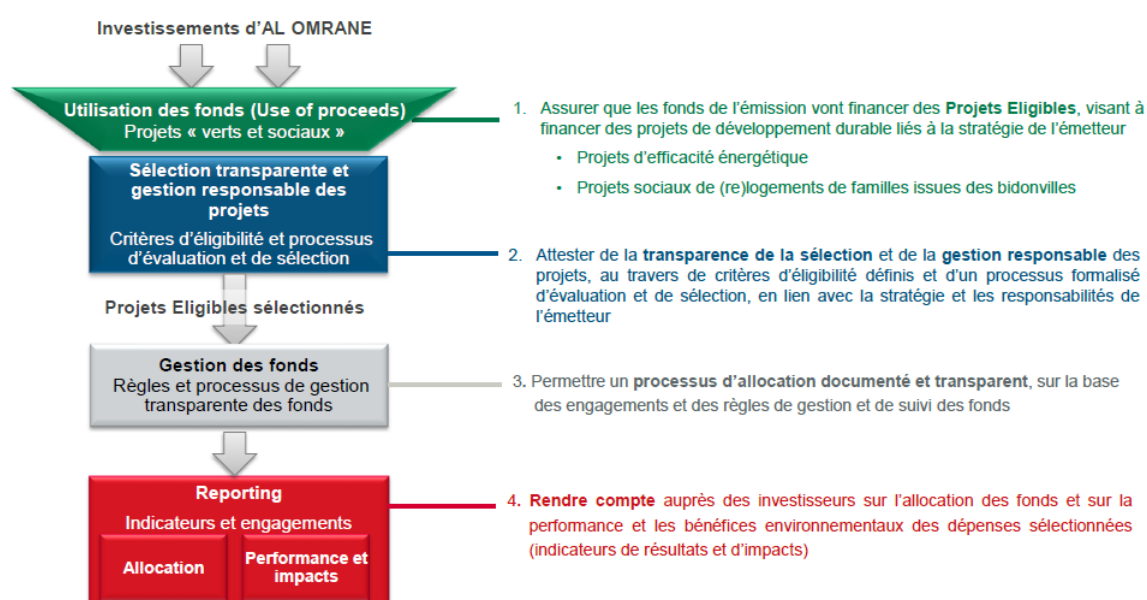 Investissements d'AL OMRANE
Utilisation des fonds (Use of proceeds)
Projets « verts et sociaux »
1. Assurer que les fonds de l'émission vont financer des Projets Eligibles, visant à
financer des projets de développement durable liés à la stratégie de l'émetteur
• Projets d'efficacité énergétique
• Projets sociaux de (re)logements de familles issues des bidonvilles
Sélection transparente et
gestion responsable des
projets
Critères d'éligibilité et processus
d'évaluation et de sélection
2. Attester de la transparence de la sélection et de la gestion responsable des
projets, au travers de critères d'éligibilité définis et d'un processus formalisé
d'évaluation et de sélection, en lien avec la stratégie et les responsabilités de
l'émetteur
Projets Eligibles sélectionnés
Gestion des fonds
Règles et processus de gestion
transparente des fonds
3. Permettre un processus d'allocation documenté et transparent, sur la base
des engagements et des règles de gestion et de suivi des fonds
Reporting
Indicateurs et engagements
Allocation
Performance et
impacts
4. Rendre compte auprès des investisseurs sur l'allocation des fonds et sur la
performance et les bénéfices environnementaux des dépenses sélectionnées
(indicateurs de résultats et d'impacts)